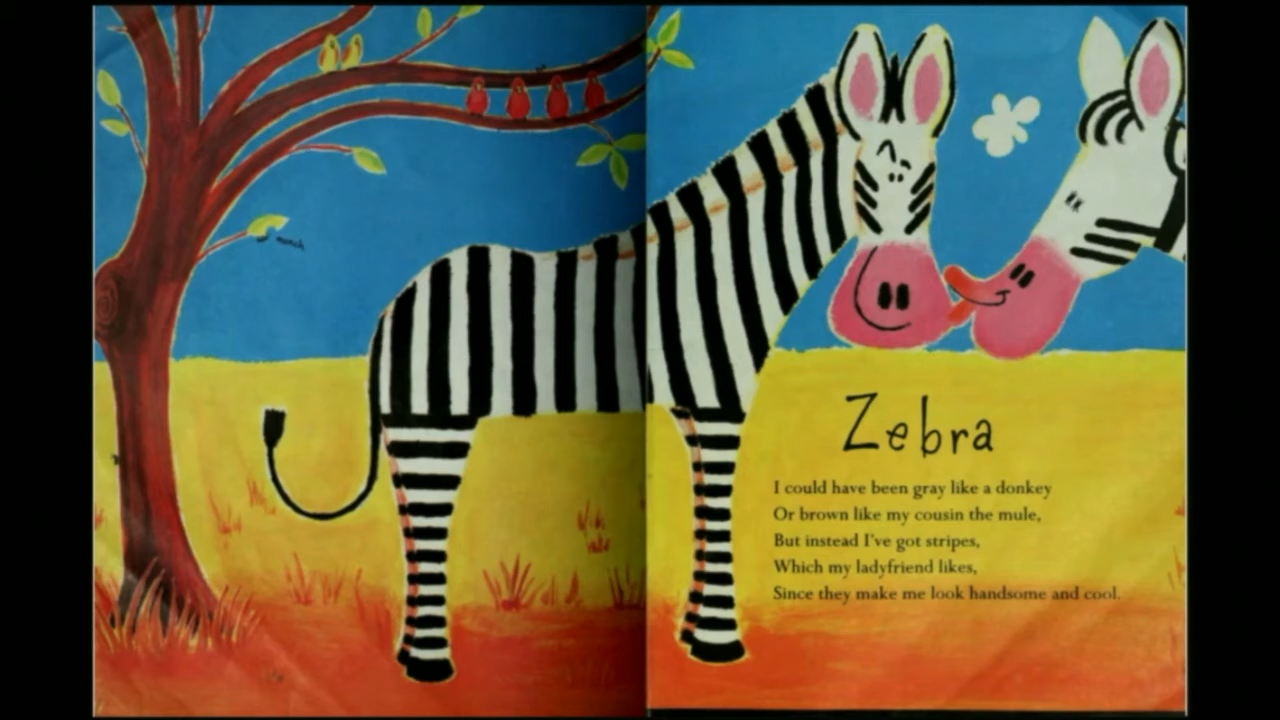 munch
Zebra
I could have been gray like a donkey
Or brown like my cousin the mule,
But instead I've got stripes,
Which my ladyfriend likes,
Since they make me look handsome and cool.